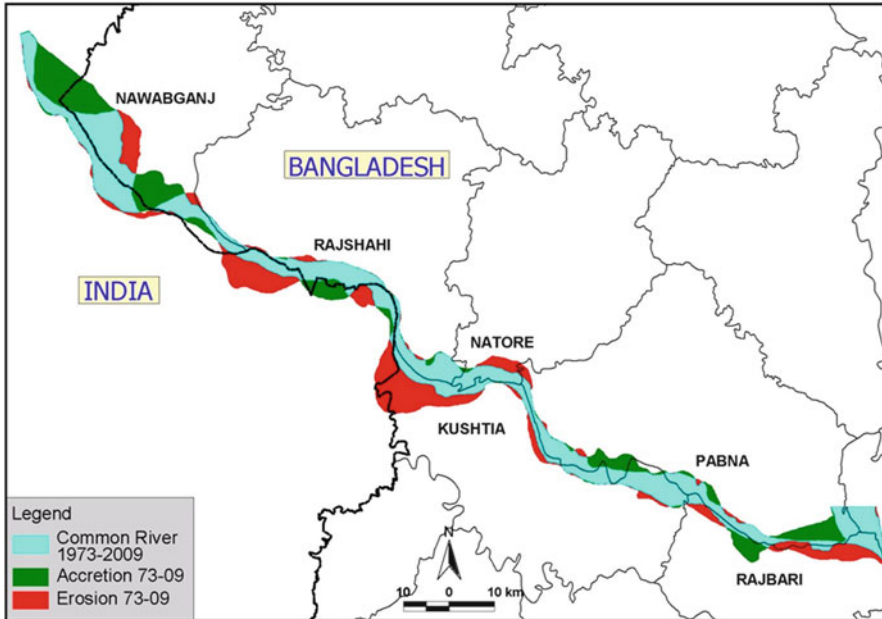 NAWABGANJ
BANGLADESH
RAJSHAHI
INDIA
NATORE
KUSHTIA
PABNA
RAJBARI
Legend
Common River
1973-2009
Accretion 73-09
Erosion 73-09
N
10 0 10 km